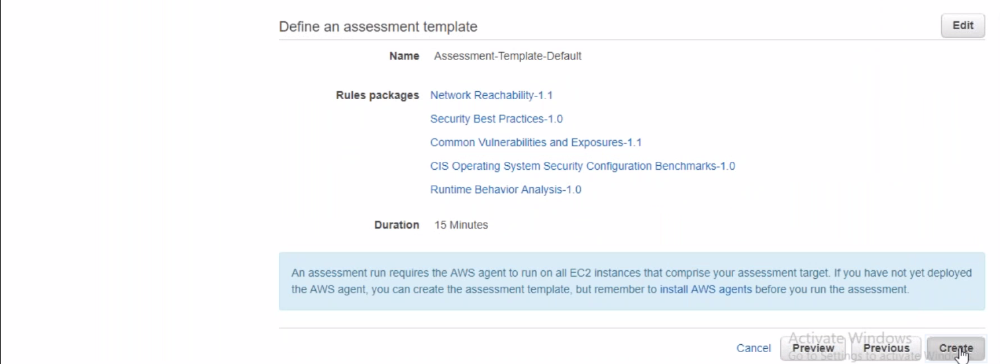 Define an assessment template
Edit
Name Assessment-Template-Default
Rules packages Network Reachability-1.1
Security Best Practices-1.0
Common Vulnerabilities and Exposures-1.1
CIS Operating System Security Configuration Benchmarks-1.0
Runtime Behavior Analysis-1.0
Duration 15 Minutes
An assessment run requires the AWS agent to run on all EC2 instances that comprise your assessment target. If you have not yet deployed
the AWS agent, you can create the assessment template, but remember to install AWS agents before you run the assessment.
Activate Windows
Cancel Preview Previous Create
Go to Settings to activate Windows.